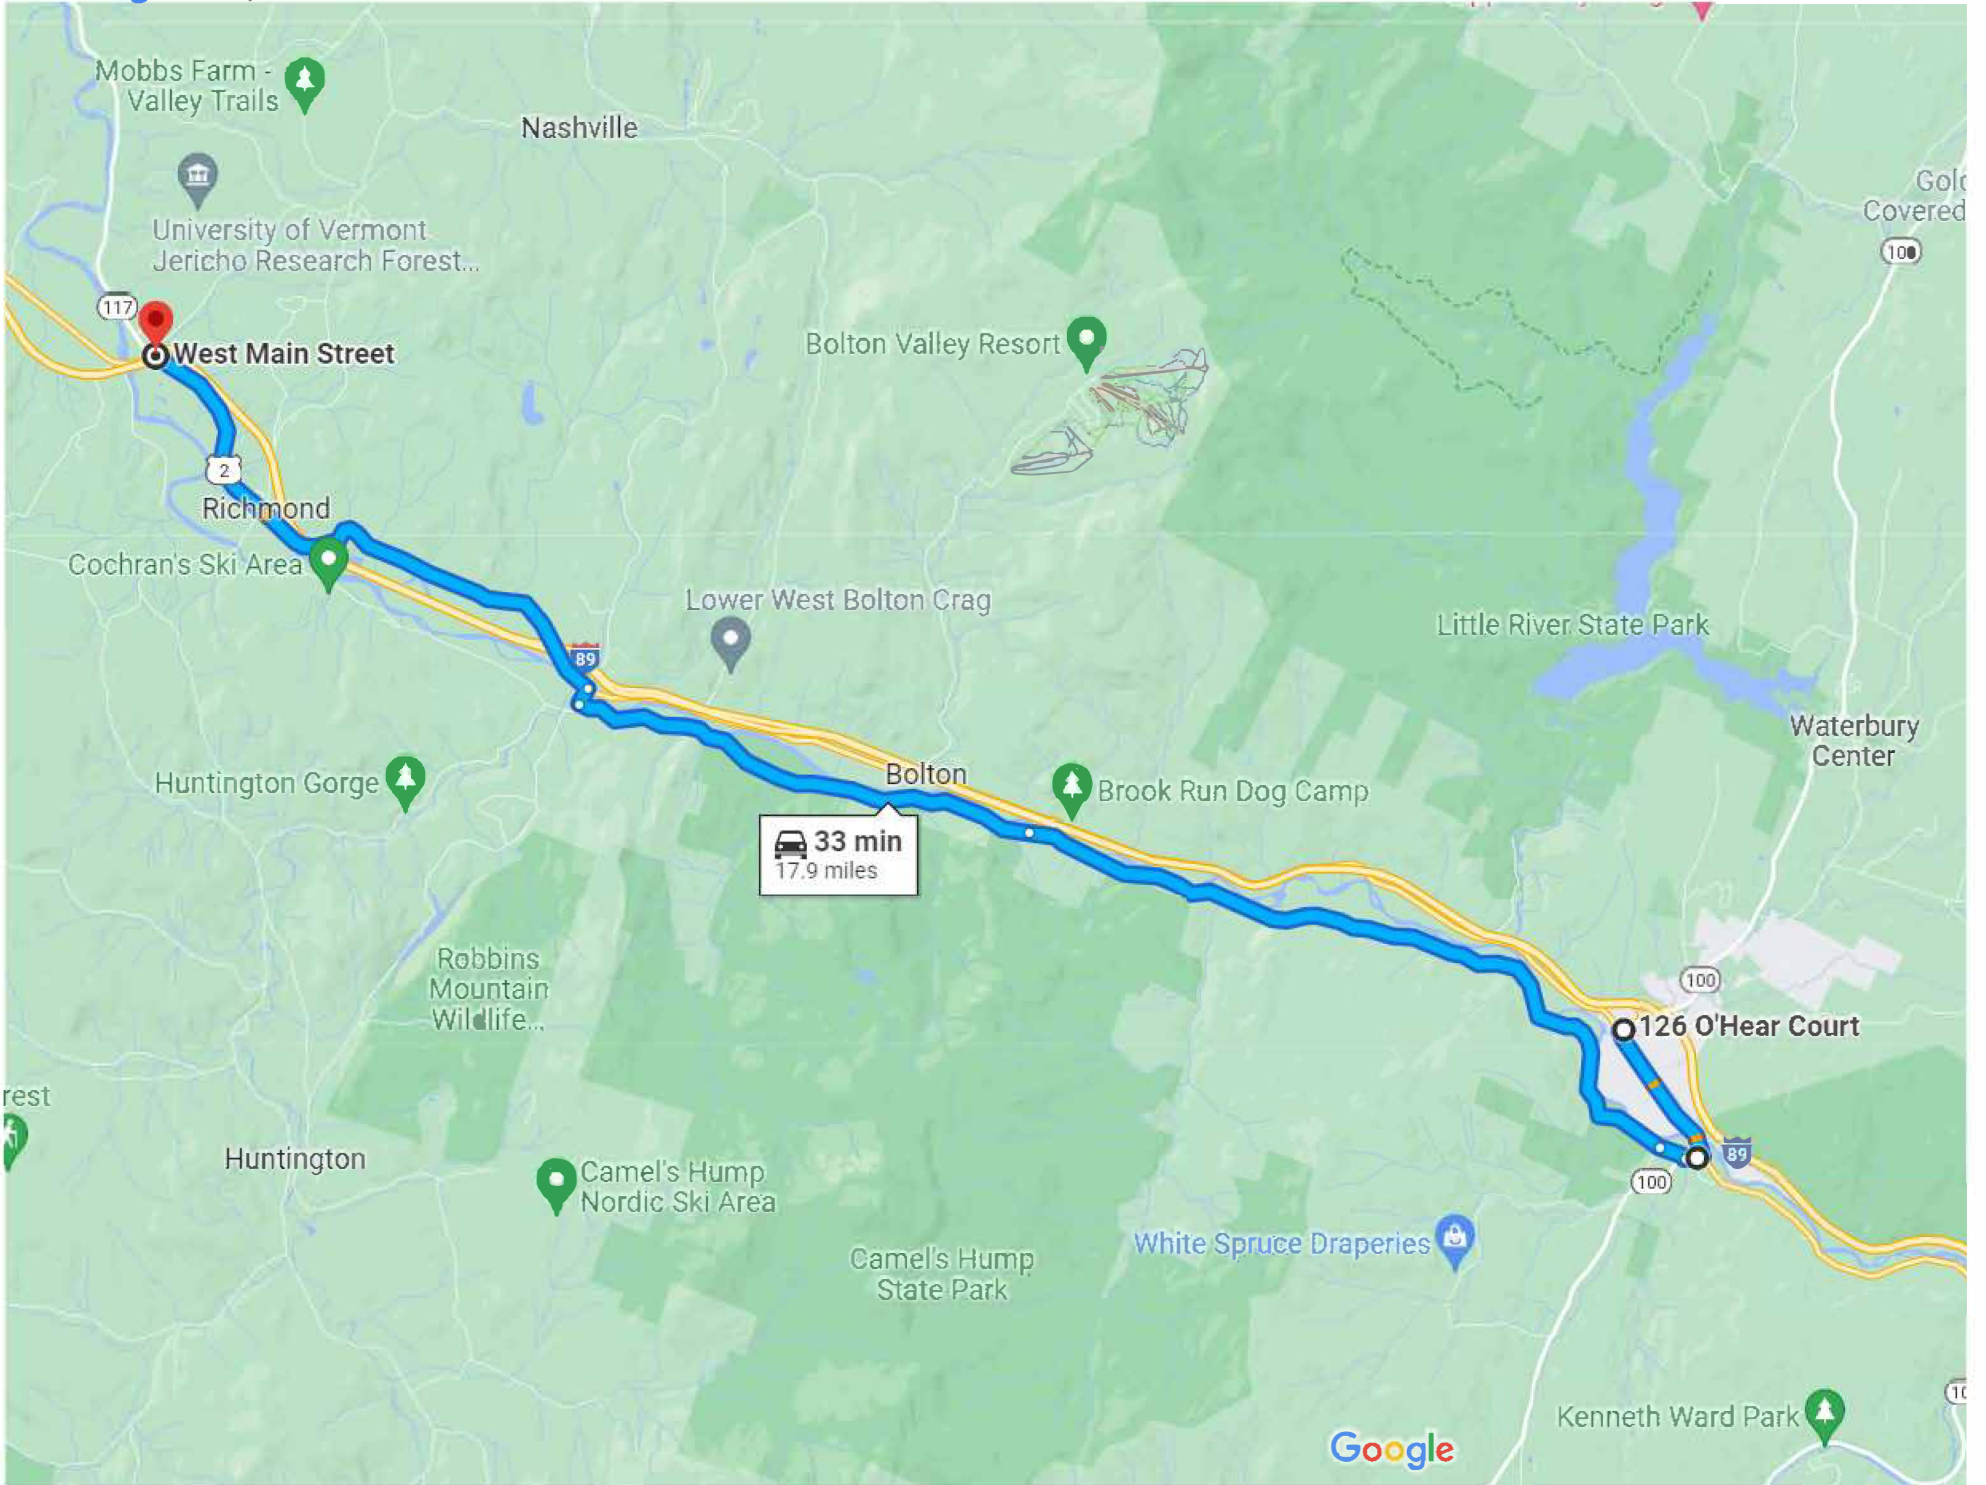 Mobbs Farm -
Valley Trails
Nashville
University of Vermont
Jericho Research Forest...
Covered
100
117
West Main Street
Bolton Valley Resort
2
Richmond
Cochran's Ski Area
Lower West Bolton Crag
Little River State Park
89
Waterbury
Center
Bolton
Huntington Gorge
Brook Run Dog Camp
33 min
17.9 miles
Robbins
Mountain
Wildlife...
100
126 O'Hear Court
rest
Huntington
89
Camel's Hump
Nordic Ski Area
100
White Spruce Draperies
Camel's Hump
State Park
Kenneth Ward Park
Google